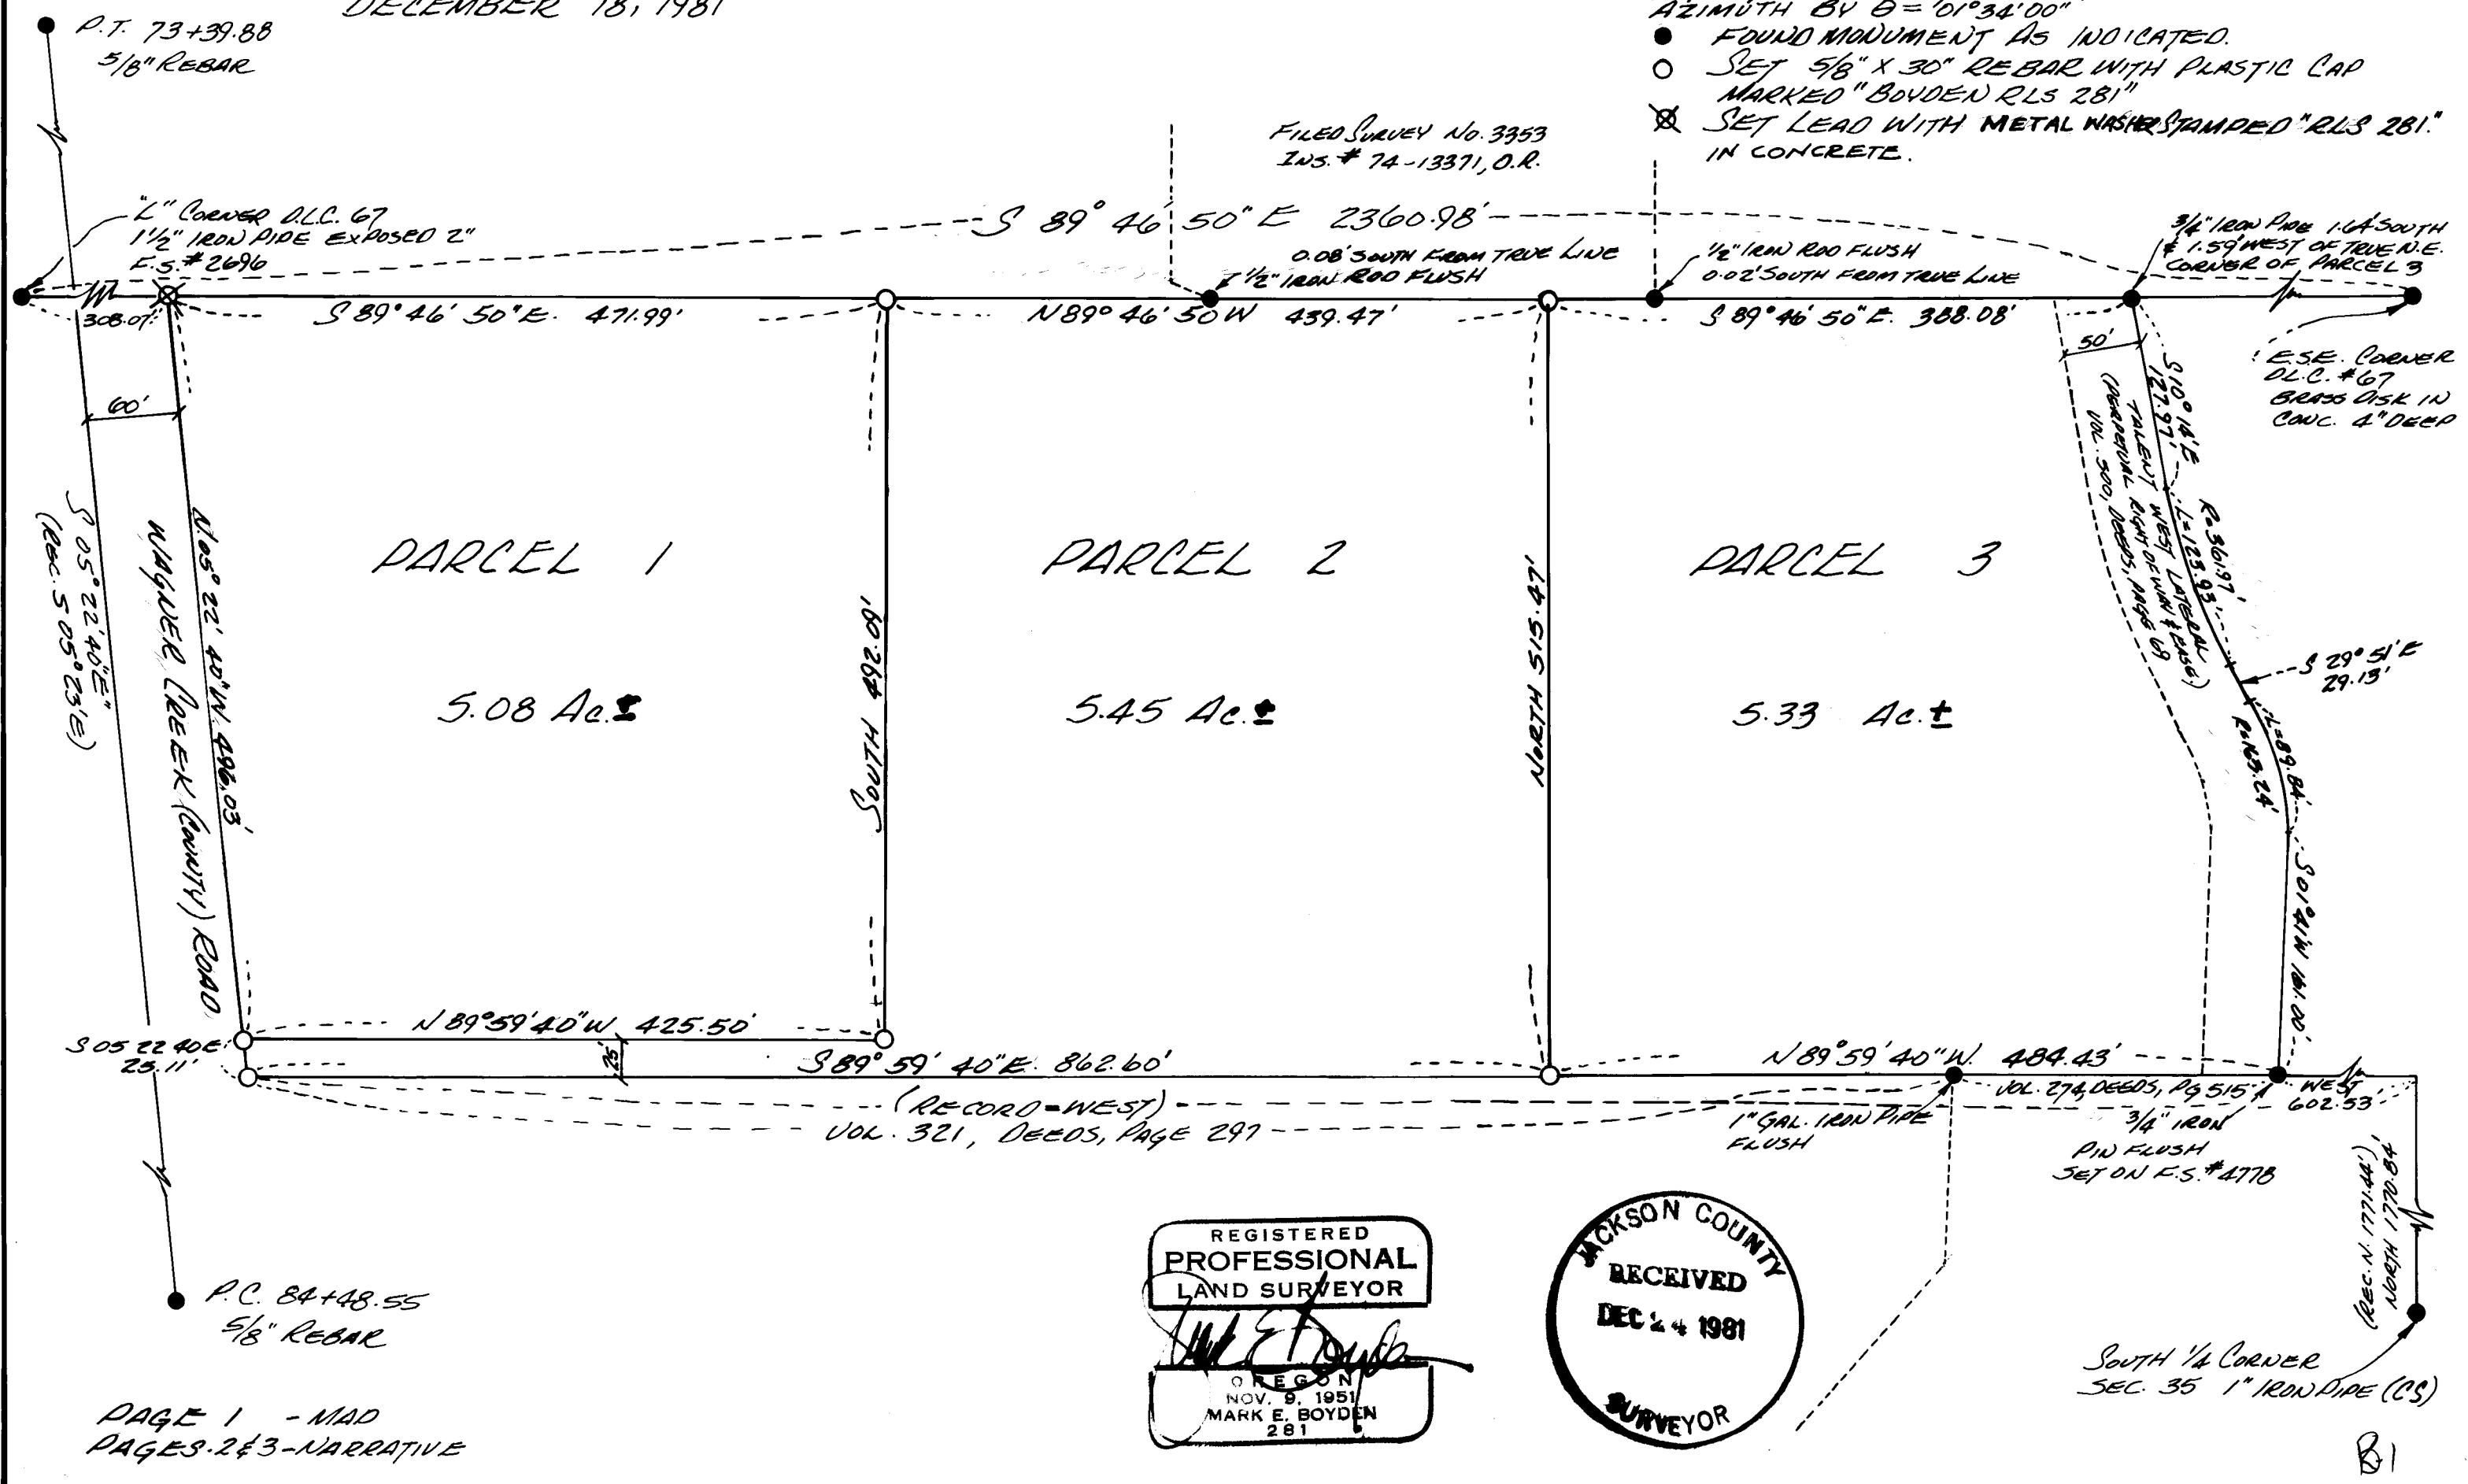 DECEMBER 18, 1981
P.T. 73+39.88
5/8" REBAR
AZIMUTH BY θ = 01°34'00"
● FOUND MONUMENT AS INDICATED.
○ SET 5/8" X 30" REBAR WITH PLASTIC CAP
MARKED "BOYDEN RLS 281"
SET LEAD WITH METAL WASHER STAMPED "RLS 281."
IN CONCRETE.
FILED SURVEY No. 3353
INS. # 74-13371, O.R.
"L" CORNER D.L.C. 67
1½" IRON PIPE EXPOSED 2"
F.S. # 2696
S 89° 46' 50" E 2360.98'
0.08' SOUTH FROM TRUE LINE
1/2" IRON ROD FLUSH
1/2" IRON ROD FLUSH
0.02' SOUTH FROM TRUE LINE
3/4" IRON PIPE 1.64' SOUTH
& 1.59' WEST OF TRUE N.E.
CORNER OF PARCEL 3
308.07'
S 89° 46' 50" E. 471.99'
N 89° 46' 50 W 439.47'
S 89° 46' 50" E. 388.08'
E.S.E. CORNER
D.L.C. #67
BRASS DISK IN
CONC. 4" DEEP
60'
50'
S 10° 14' E
127.97'
TALENT WEST LATERAL
(PERPETUAL RIGHT OF WAY & EASE.)
VOL. 500, DEEDS, PAGE 69
R=361.97'
L=123.93'
S 29° 51' E
29.13'
L=89.84'
R=163.24'
S 01° 41' W 161.00'
S 05° 22' 40" E
(REC. S 05° 23' E)
WAGNER CREEK (COUNTY) ROAD
N. 05° 22' 40" W. 496.03'
PARCEL 1
5.08 Ac.±
SOUTH 492.09'
PARCEL 2
5.45 Ac.±
NORTH 515.47'
PARCEL 3
5.33 Ac.±
N 89° 59' 40" W 425.50'
S 05 22 40 E
25.11'
25'
S 89° 59' 40" E. 862.60'
N 89° 59' 40" W. 484.43'
(RECORD = WEST)
VOL. 321, DEEDS, PAGE 297
VOL. 274, DEEDS, PG 515
WEST
602.53'
1" GAL. IRON PIPE
FLUSH
3/4" IRON
PIN FLUSH
SET ON F.S. #4778
(REC. N. 1771.44')
NORTH 1770.84'
P.C. 84+48.55
5/8" REBAR
REGISTERED
PROFESSIONAL
LAND SURVEYOR
Mark E. Boyden
OREGON
NOV. 9, 1951
MARK E. BOYDEN
281
JACKSON COUNTY
RECEIVED
DEC 24 1981
SURVEYOR
SOUTH 1/4 CORNER
SEC. 35 1" IRON PIPE (CS)
PAGE 1 - MAP
PAGES 2 & 3 - NARRATIVE